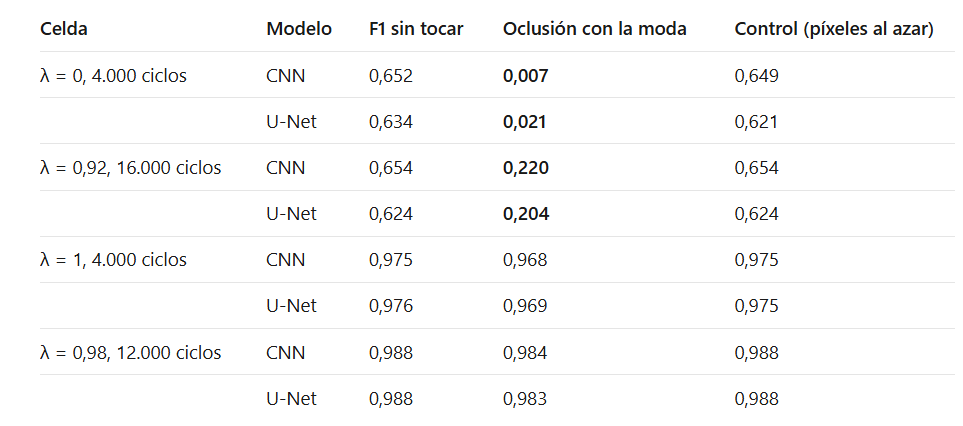 Celda Modelo F1 sin tocar Oclusión con la moda Control (píxeles al azar)
λ = 0, 4.000 ciclos CNN 0,652 0,007 0,649
U-Net 0,634 0,021 0,621
λ = 0,92, 16.000 ciclos CNN 0,654 0,220 0,654
U-Net 0,624 0,204 0,624
λ = 1, 4.000 ciclos CNN 0,975 0,968 0,975
U-Net 0,976 0,969 0,975
λ = 0,98, 12.000 ciclos CNN 0,988 0,984 0,988
U-Net 0,988 0,983 0,988